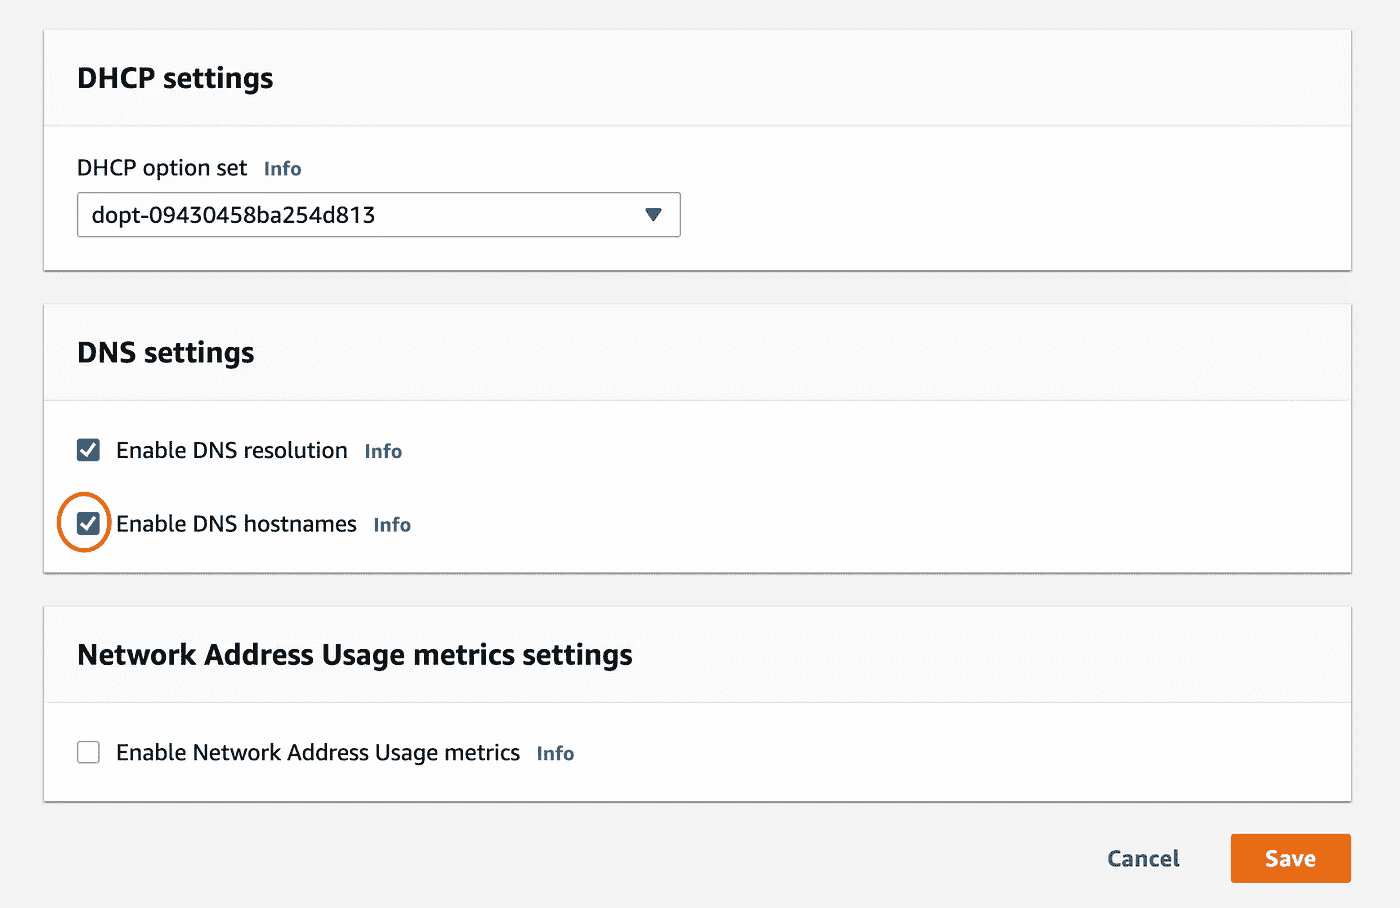 DHCP settings
DHCP option set Info
dopt-09430458ba254d813
DNS settings
Enable DNS resolution Info
Enable DNS hostnames Info
Network Address Usage metrics settings
Enable Network Address Usage metrics Info
Cancel Save